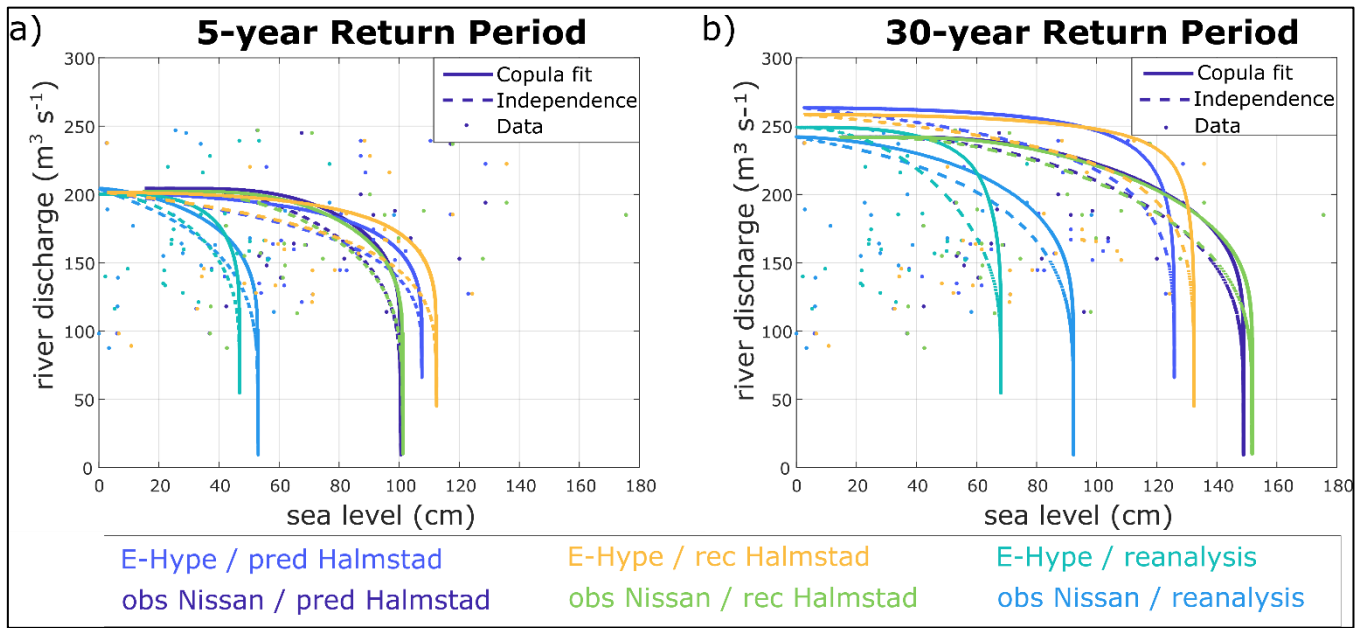 a) 5-year Return Period
300
250
200
150
100
50
0
0 20 40 60 80 100 120 140 160 180
river discharge (m³ s⁻¹)
sea level (cm)
Copula fit
Independence
Data
b) 30-year Return Period
300
250
200
150
100
50
0
0 20 40 60 80 100 120 140 160 180
river discharge (m³ s⁻¹)
sea level (cm)
Copula fit
Independence
Data
E-Hype / pred Halmstad E-Hype / rec Halmstad E-Hype / reanalysis
obs Nissan / pred Halmstad obs Nissan / rec Halmstad obs Nissan / reanalysis